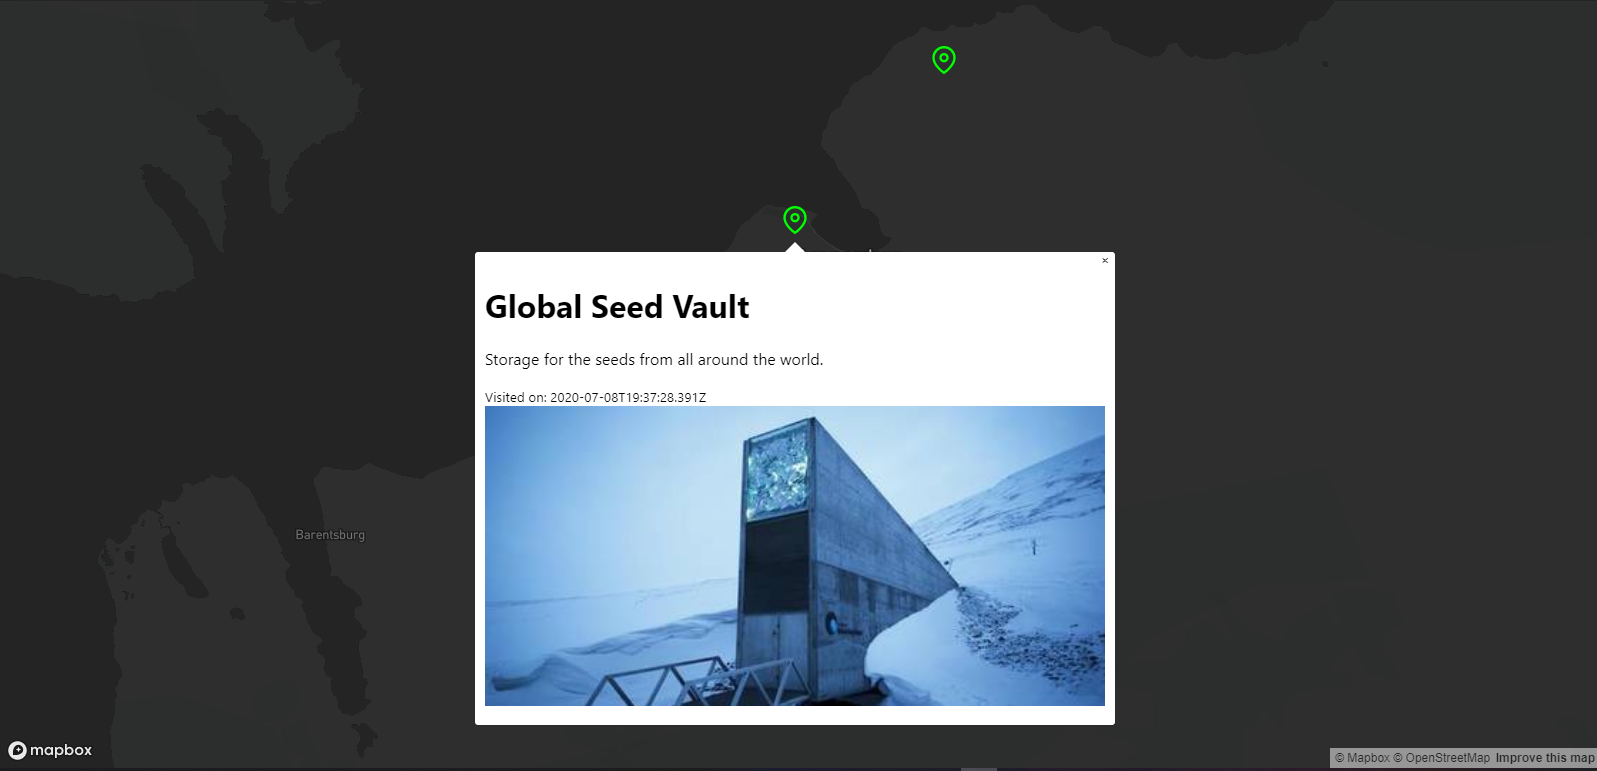 ×
Global Seed Vault
Storage for the seeds from all around the world.
Visited on: 2020-07-08T19:37:28.391Z
Barentsburg
mapbox
© Mapbox © OpenStreetMap Improve this map